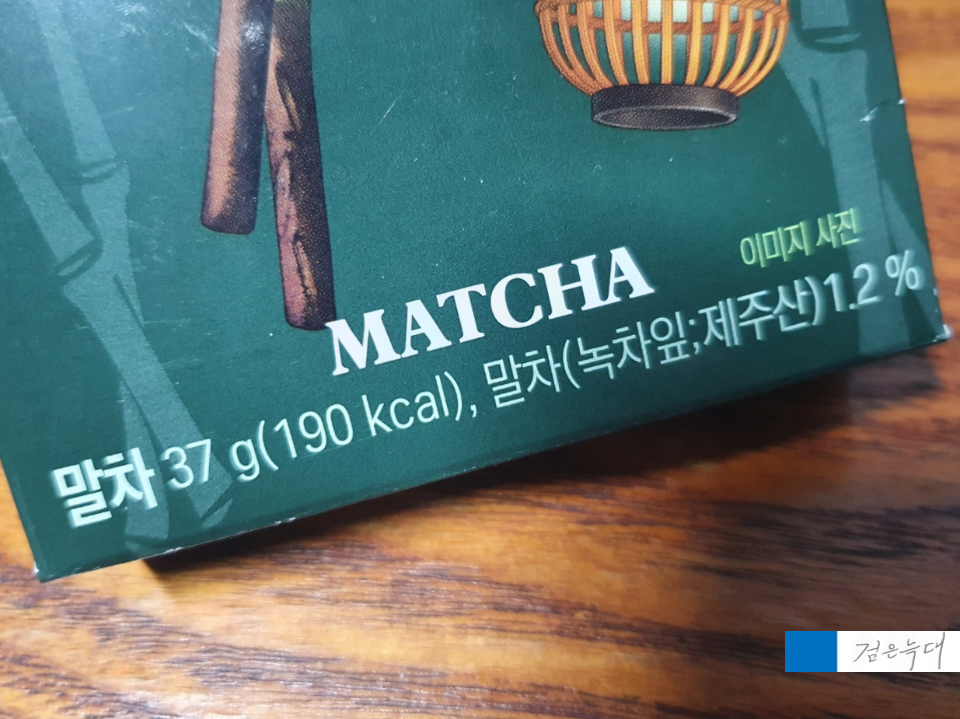 MATCHA
이미지 사진
말차 37 g(190 kcal), 말차(녹차잎;제주산)1.2 %
검은늑대